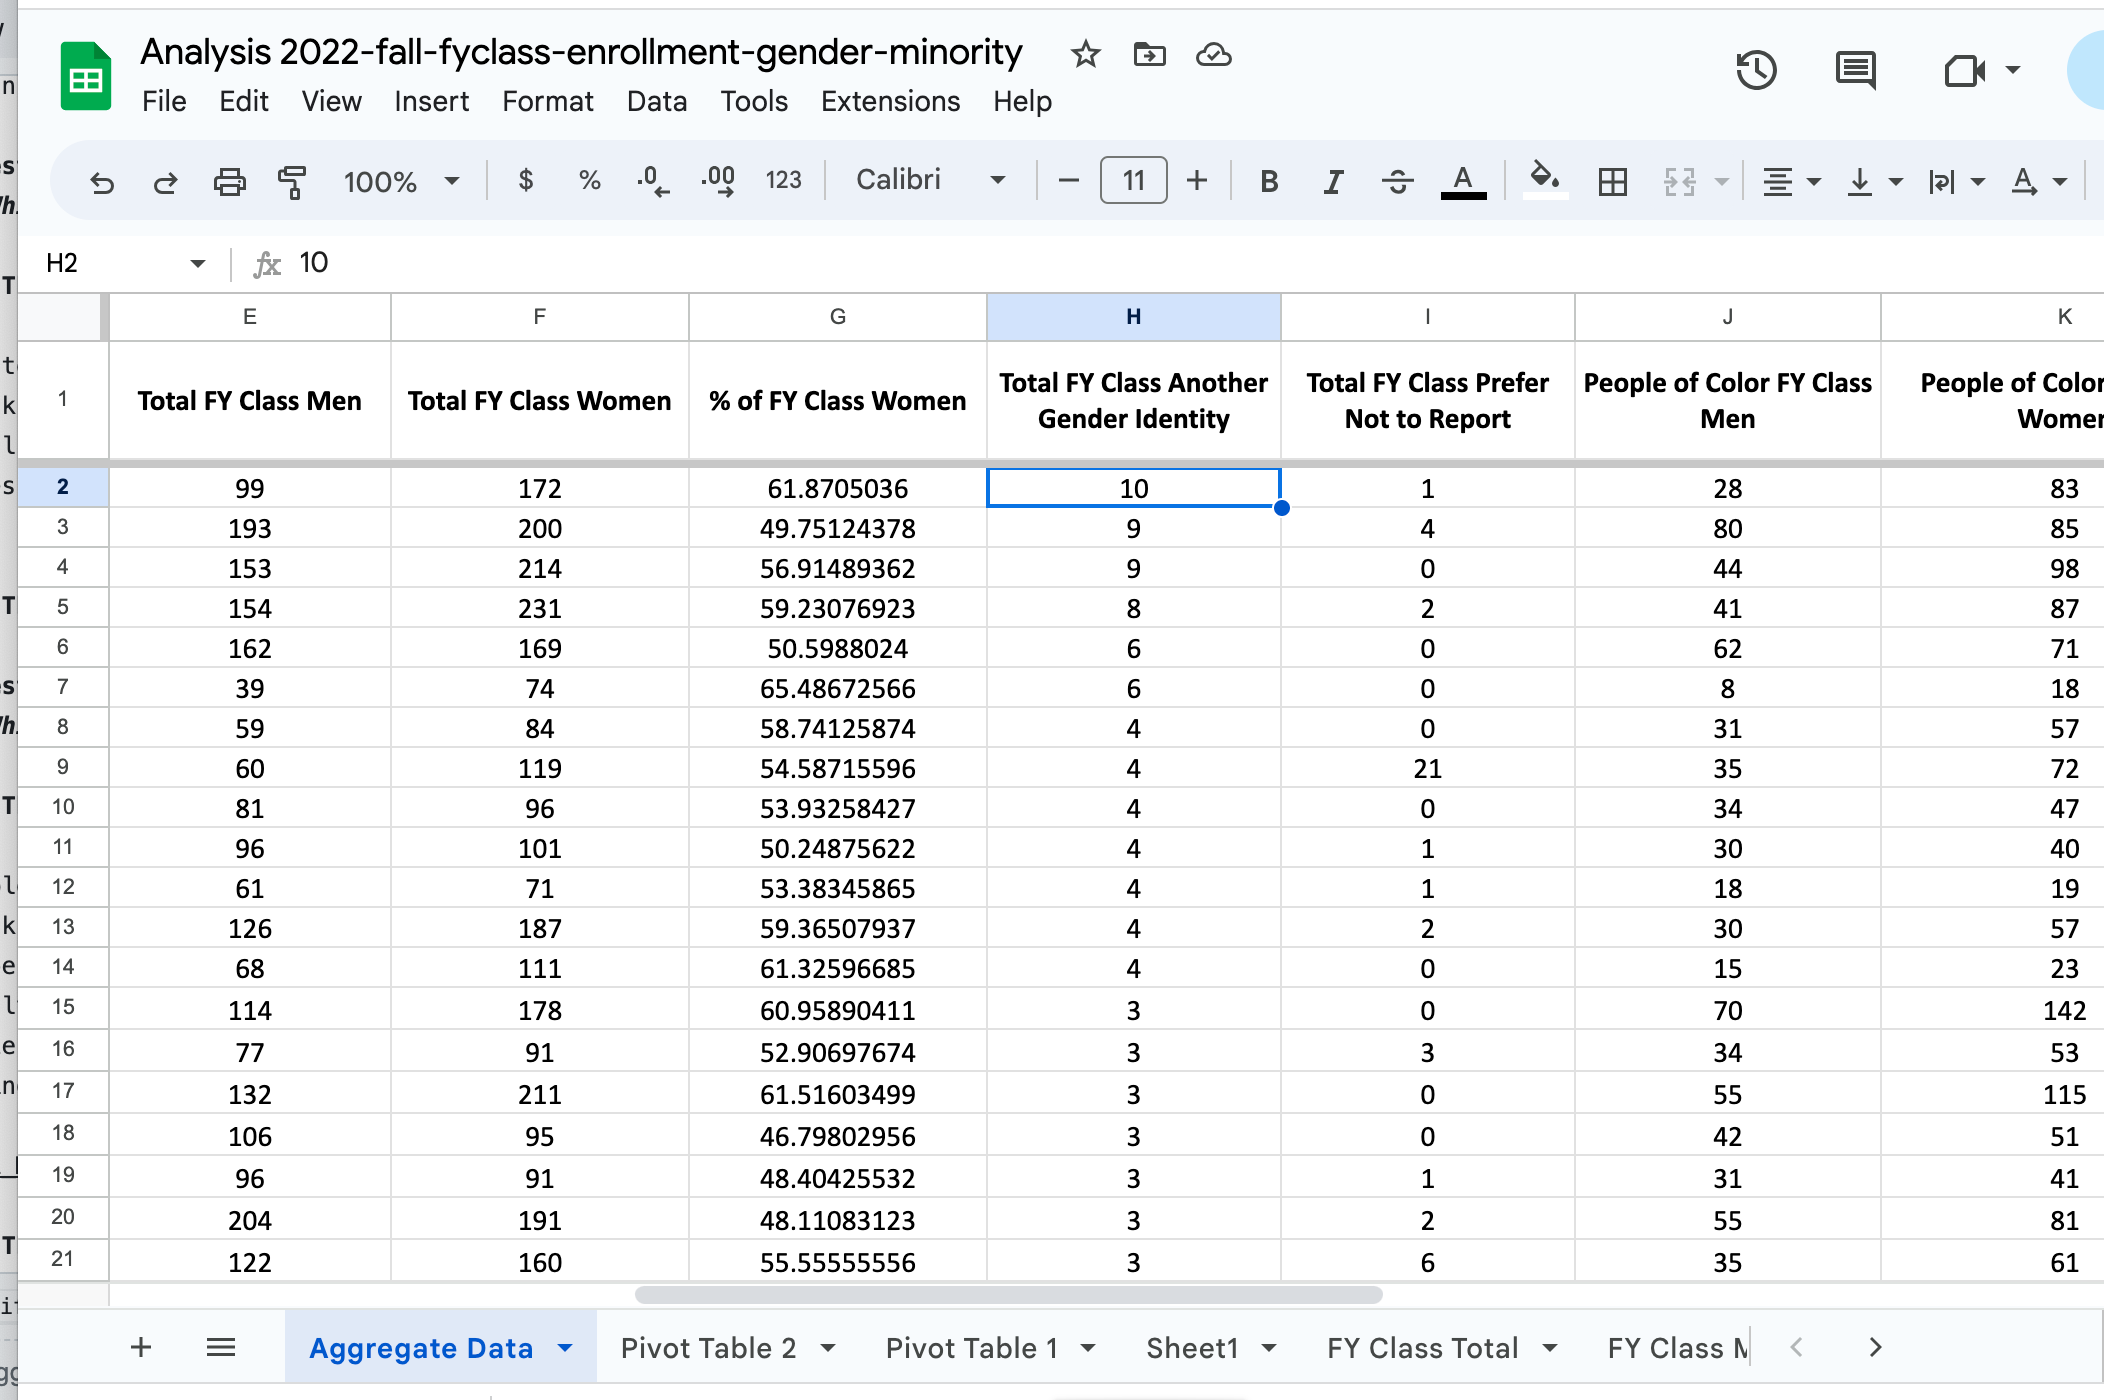 Analysis 2022-fall-fyclass-enrollment-gender-minority
File Edit View Insert Format Data Tools Extensions Help
100% $ % .0 .00 123 Calibri 11 B I A A
H2 fx 10
E F G H I J K
1 Total FY Class Men Total FY Class Women % of FY Class Women Total FY Class Another Gender Identity Total FY Class Prefer Not to Report People of Color FY Class Men People of Color
2 99 172 61.8705036 10 1 28 83
3 193 200 49.75124378 9 4 80 85
4 153 214 56.91489362 9 0 44 98
5 154 231 59.23076923 8 2 41 87
6 162 169 50.5988024 6 0 62 71
7 39 74 65.48672566 6 0 8 18
8 59 84 58.74125874 4 0 31 57
9 60 119 54.58715596 4 21 35 72
10 81 96 53.93258427 4 0 34 47
11 96 101 50.24875622 4 1 30 40
12 61 71 53.38345865 4 1 18 19
13 126 187 59.36507937 4 2 30 57
14 68 111 61.32596685 4 0 15 23
15 114 178 60.95890411 3 0 70 142
16 77 91 52.90697674 3 3 34 53
17 132 211 61.51603499 3 0 55 115
18 106 95 46.79802956 3 0 42 51
19 96 91 48.40425532 3 1 31 41
20 204 191 48.11083123 3 2 55 81
21 122 160 55.55555556 3 6 35 61
Aggregate Data Pivot Table 2 Pivot Table 1 Sheet1 FY Class Total FY Class